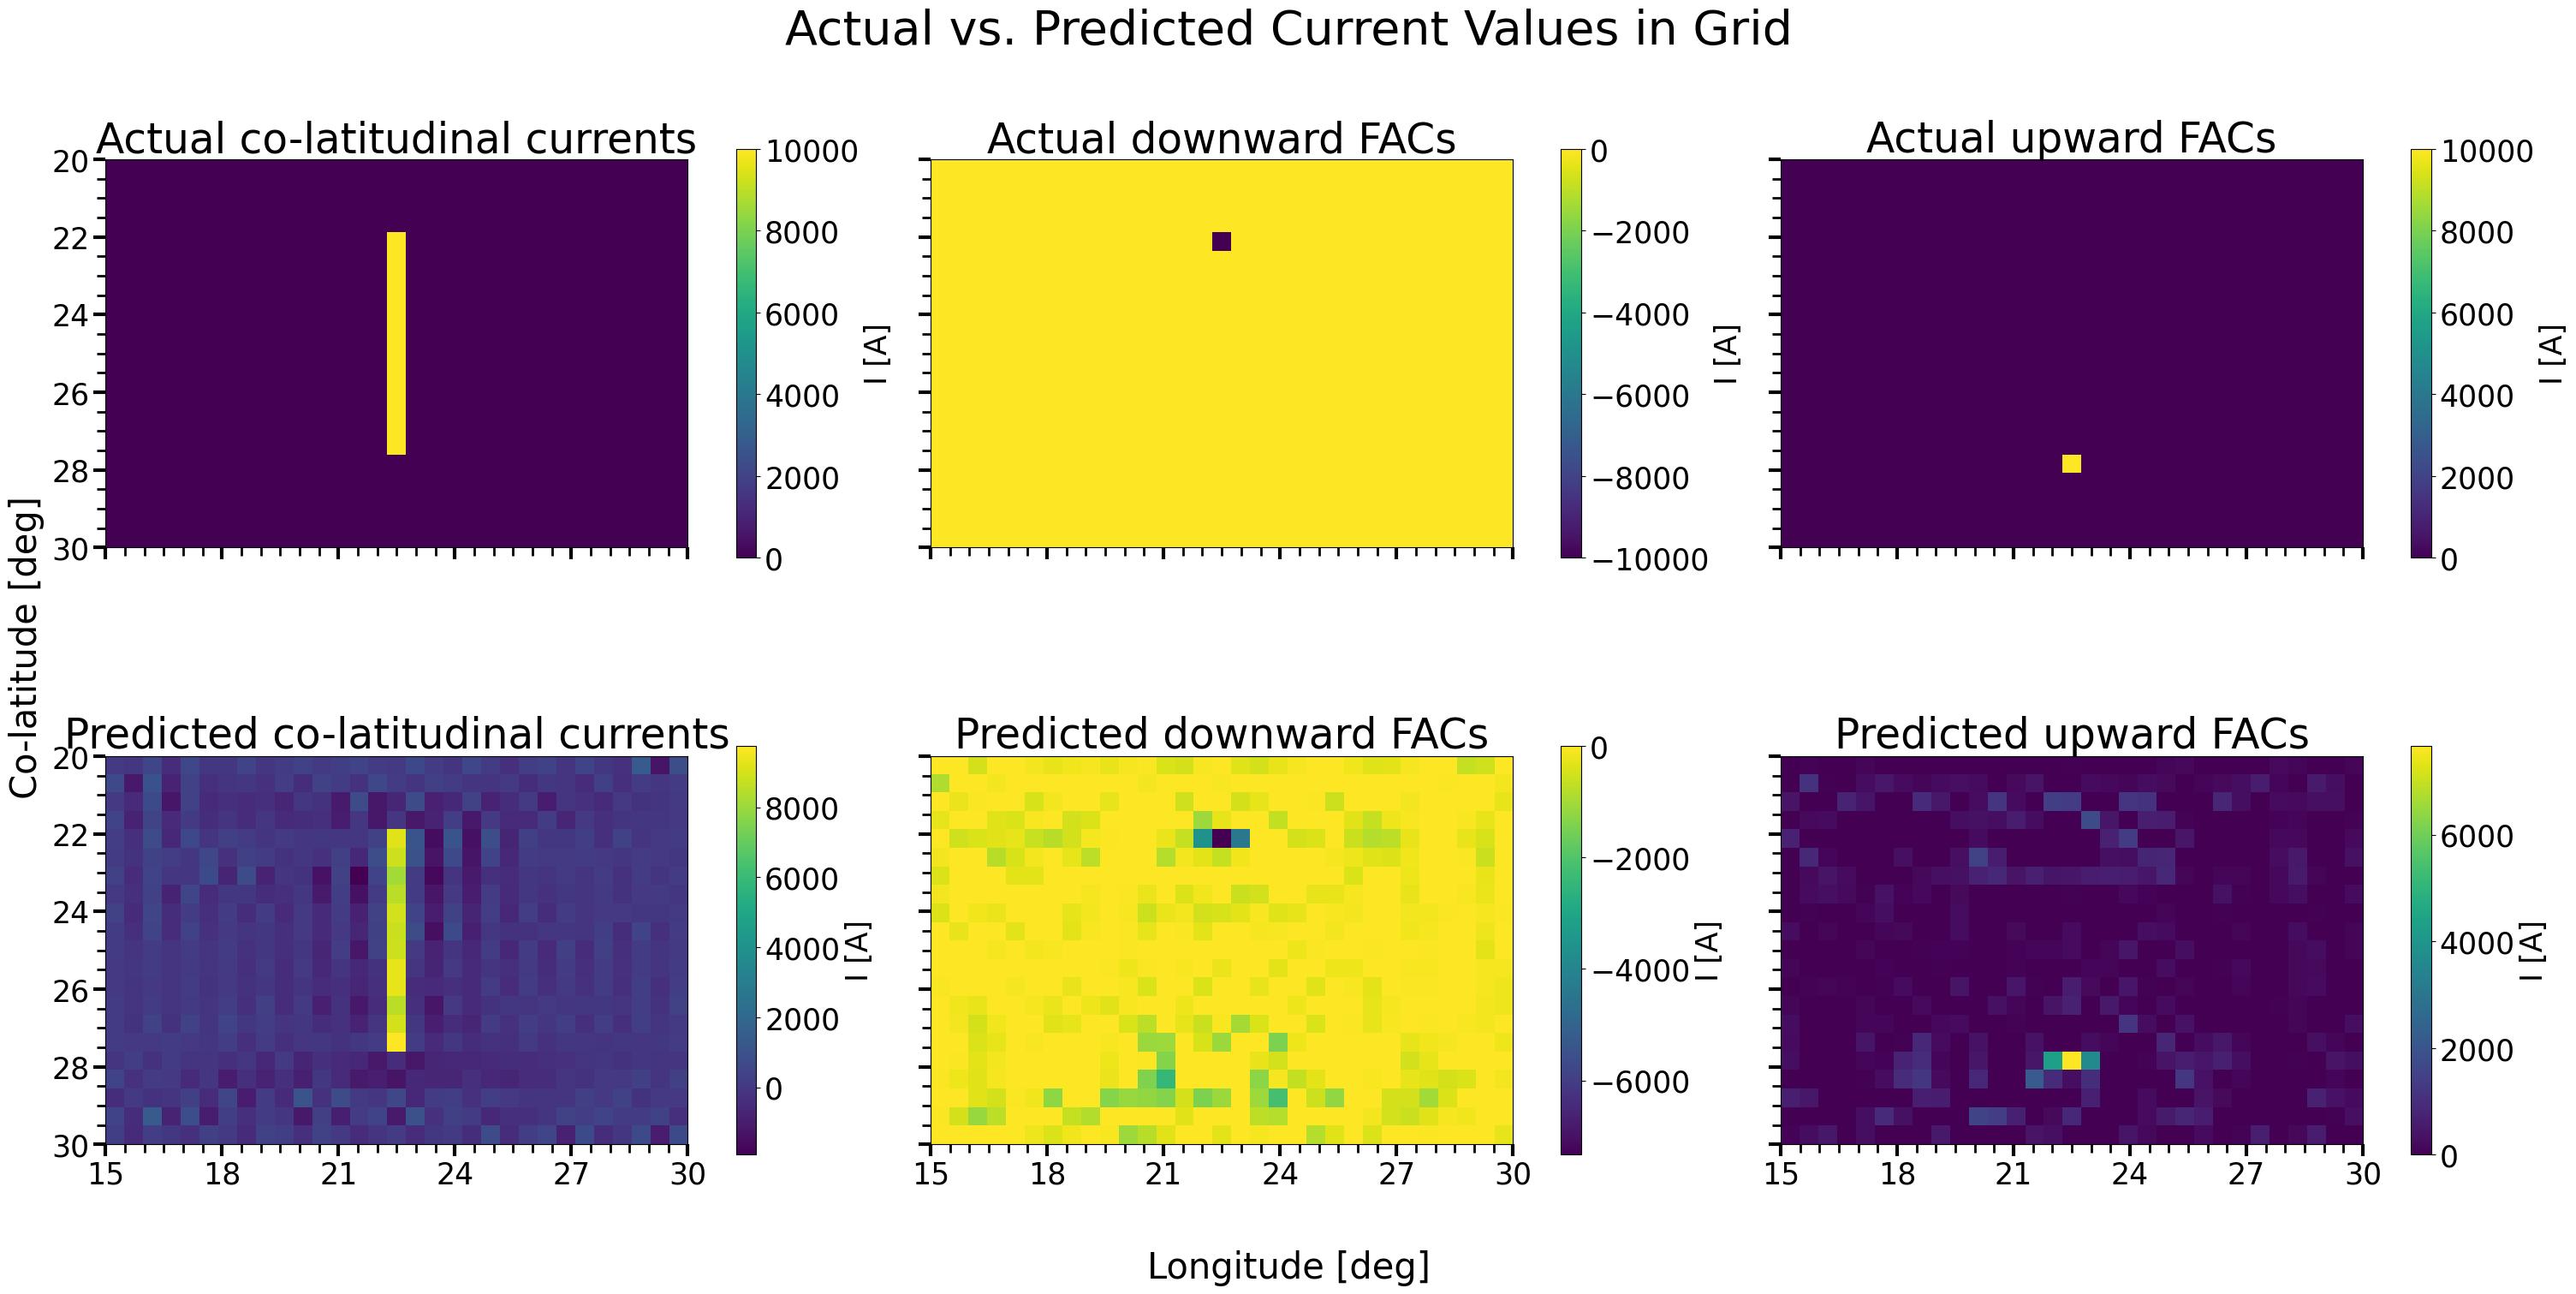 Actual vs. Predicted Current Values in Grid
Actual co-latitudinal currents
Actual downward FACs
Actual upward FACs
20
22
24
26
28
30
10000
8000
6000
4000
2000
0
I [A]
0
−2000
−4000
−6000
−8000
−10000
I [A]
10000
8000
6000
4000
2000
0
I [A]
Co-latitude [deg]
Predicted co-latitudinal currents
Predicted downward FACs
Predicted upward FACs
20
22
24
26
28
30
15 18 21 24 27 30
8000
6000
4000
2000
0
I [A]
15 18 21 24 27 30
0
−2000
−4000
−6000
I [A]
15 18 21 24 27 30
6000
4000
2000
0
I [A]
Longitude [deg]